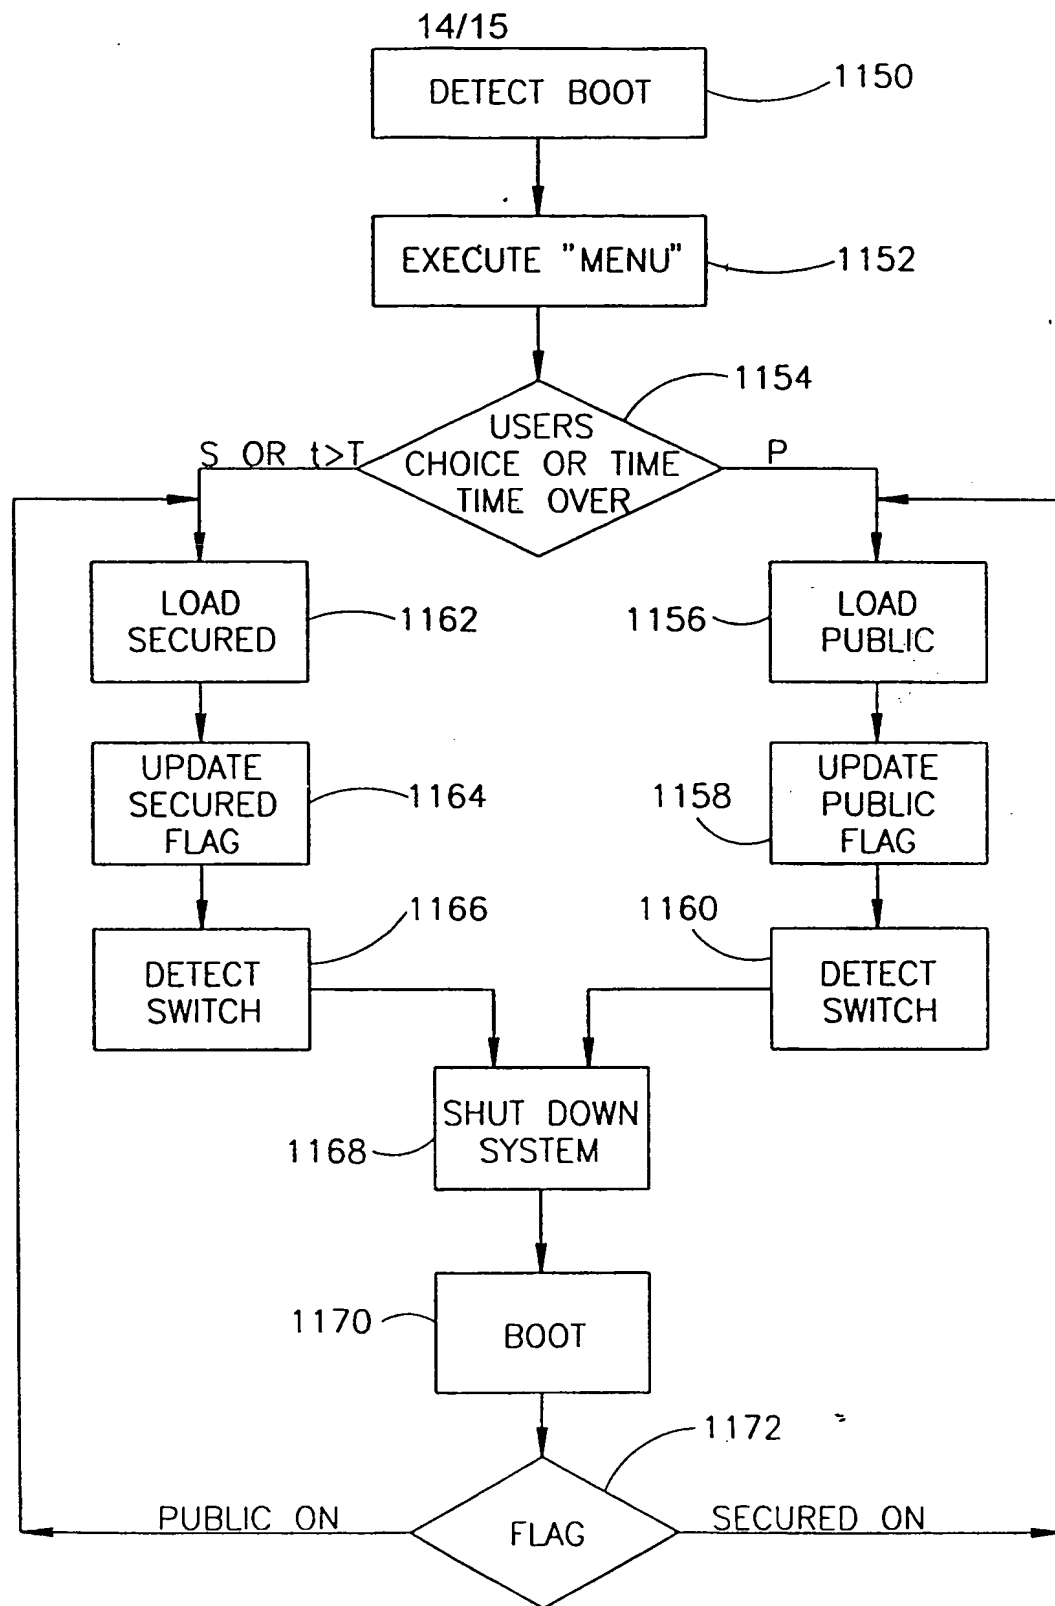 14/15
DETECT BOOT
1150
EXECUTE "MENU"
1152
1154
USERS
CHOICE OR TIME
TIME OVER
S OR t>T
P
LOAD
SECURED
1162
1156
LOAD
PUBLIC
UPDATE
SECURED
FLAG
1164
1158
UPDATE
PUBLIC
FLAG
1166
1160
DETECT
SWITCH
DETECT
SWITCH
SHUT DOWN
SYSTEM
1168
1170
BOOT
1172
PUBLIC ON
FLAG
SECURED ON